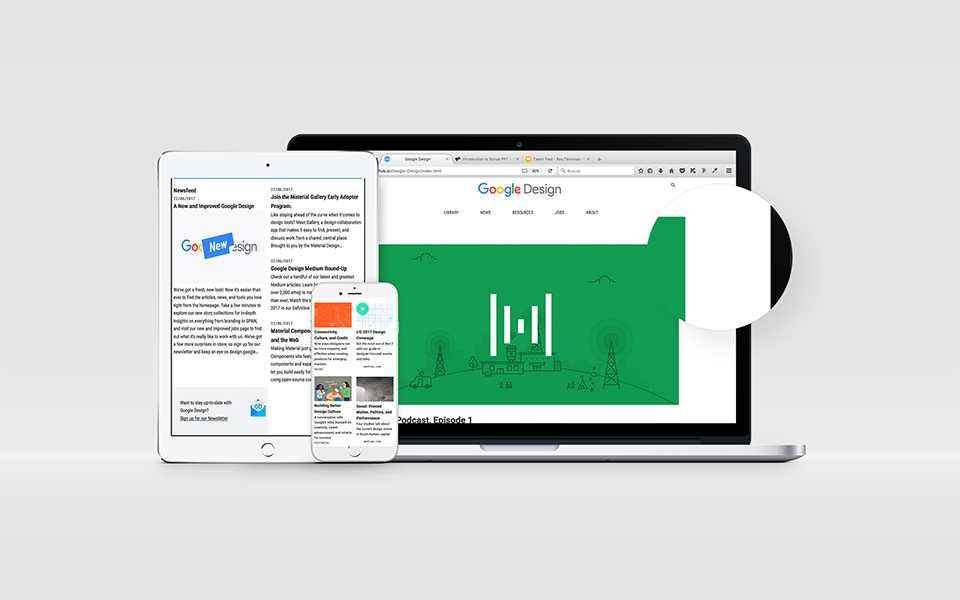 Newsfeed
22/06/2017
A New and Improved Google Design
Goo New esign
We've got a fresh, new look! Now it's easier than
ever to find the articles, news, and tools you love
right from the homepage. Take a few minutes to
explore our new story collections for in-depth
insights on everything from branding to SPAN,
and visit our new and improved jobs page to find
out what it's really like to work with us. We've got
a few more surprises in store, so sign up for our
newsletter and keep an eye on design.google...
Want to stay up-to-date with
Google Design?
Sign up for our Newsletter
22/06/2017
Join the Material Gallery Early Adopter
Program.
Like staying ahead of the curve when it comes to
design tools? Meet Gallery, a design collaboration
app that makes it easy to find, present, and
discuss work from a shared, central place.
Brought to you by the Material Design...
22/06/2017
Google Design Medium Round-Up
Check out a handful of our latest and greatest
Medium articles: Learn
over 2,000 emoji to
than ever; Watch the
2017 in our Definitive
22/06/2017
Material Compone
and the Web
Making Material just
Components site
components and
let you build easily for
using open-source
Connectivity,
Culture, and Credit
Nine ways designers can
be more empathic and
effective when creating
products for emerging
markets
GUIDE
I/O 2017 Design
Coverage
Get the most out of the I/O 2017
with our guide to
designer-focused events
and talks
medium.com
Building Better
Design Culture
A conversation with
Google's Mike Buzzard on
creativity, career
advancement, and criteria
for success
EDITORIAL
Seoul: Printed
Matter, Politics, and
Performance
Four studios talk about
the current design scene
in South Korea's capital
medium.com
Google Design
Introduction to Scrum PPT -
Talent Fest - Req Técnicos -
hub.io/Google-Design/index.html
80%
Buscar
Google Design
LIBRARY NEWS RESOURCES JOBS ABOUT
Podcast, Episode 1